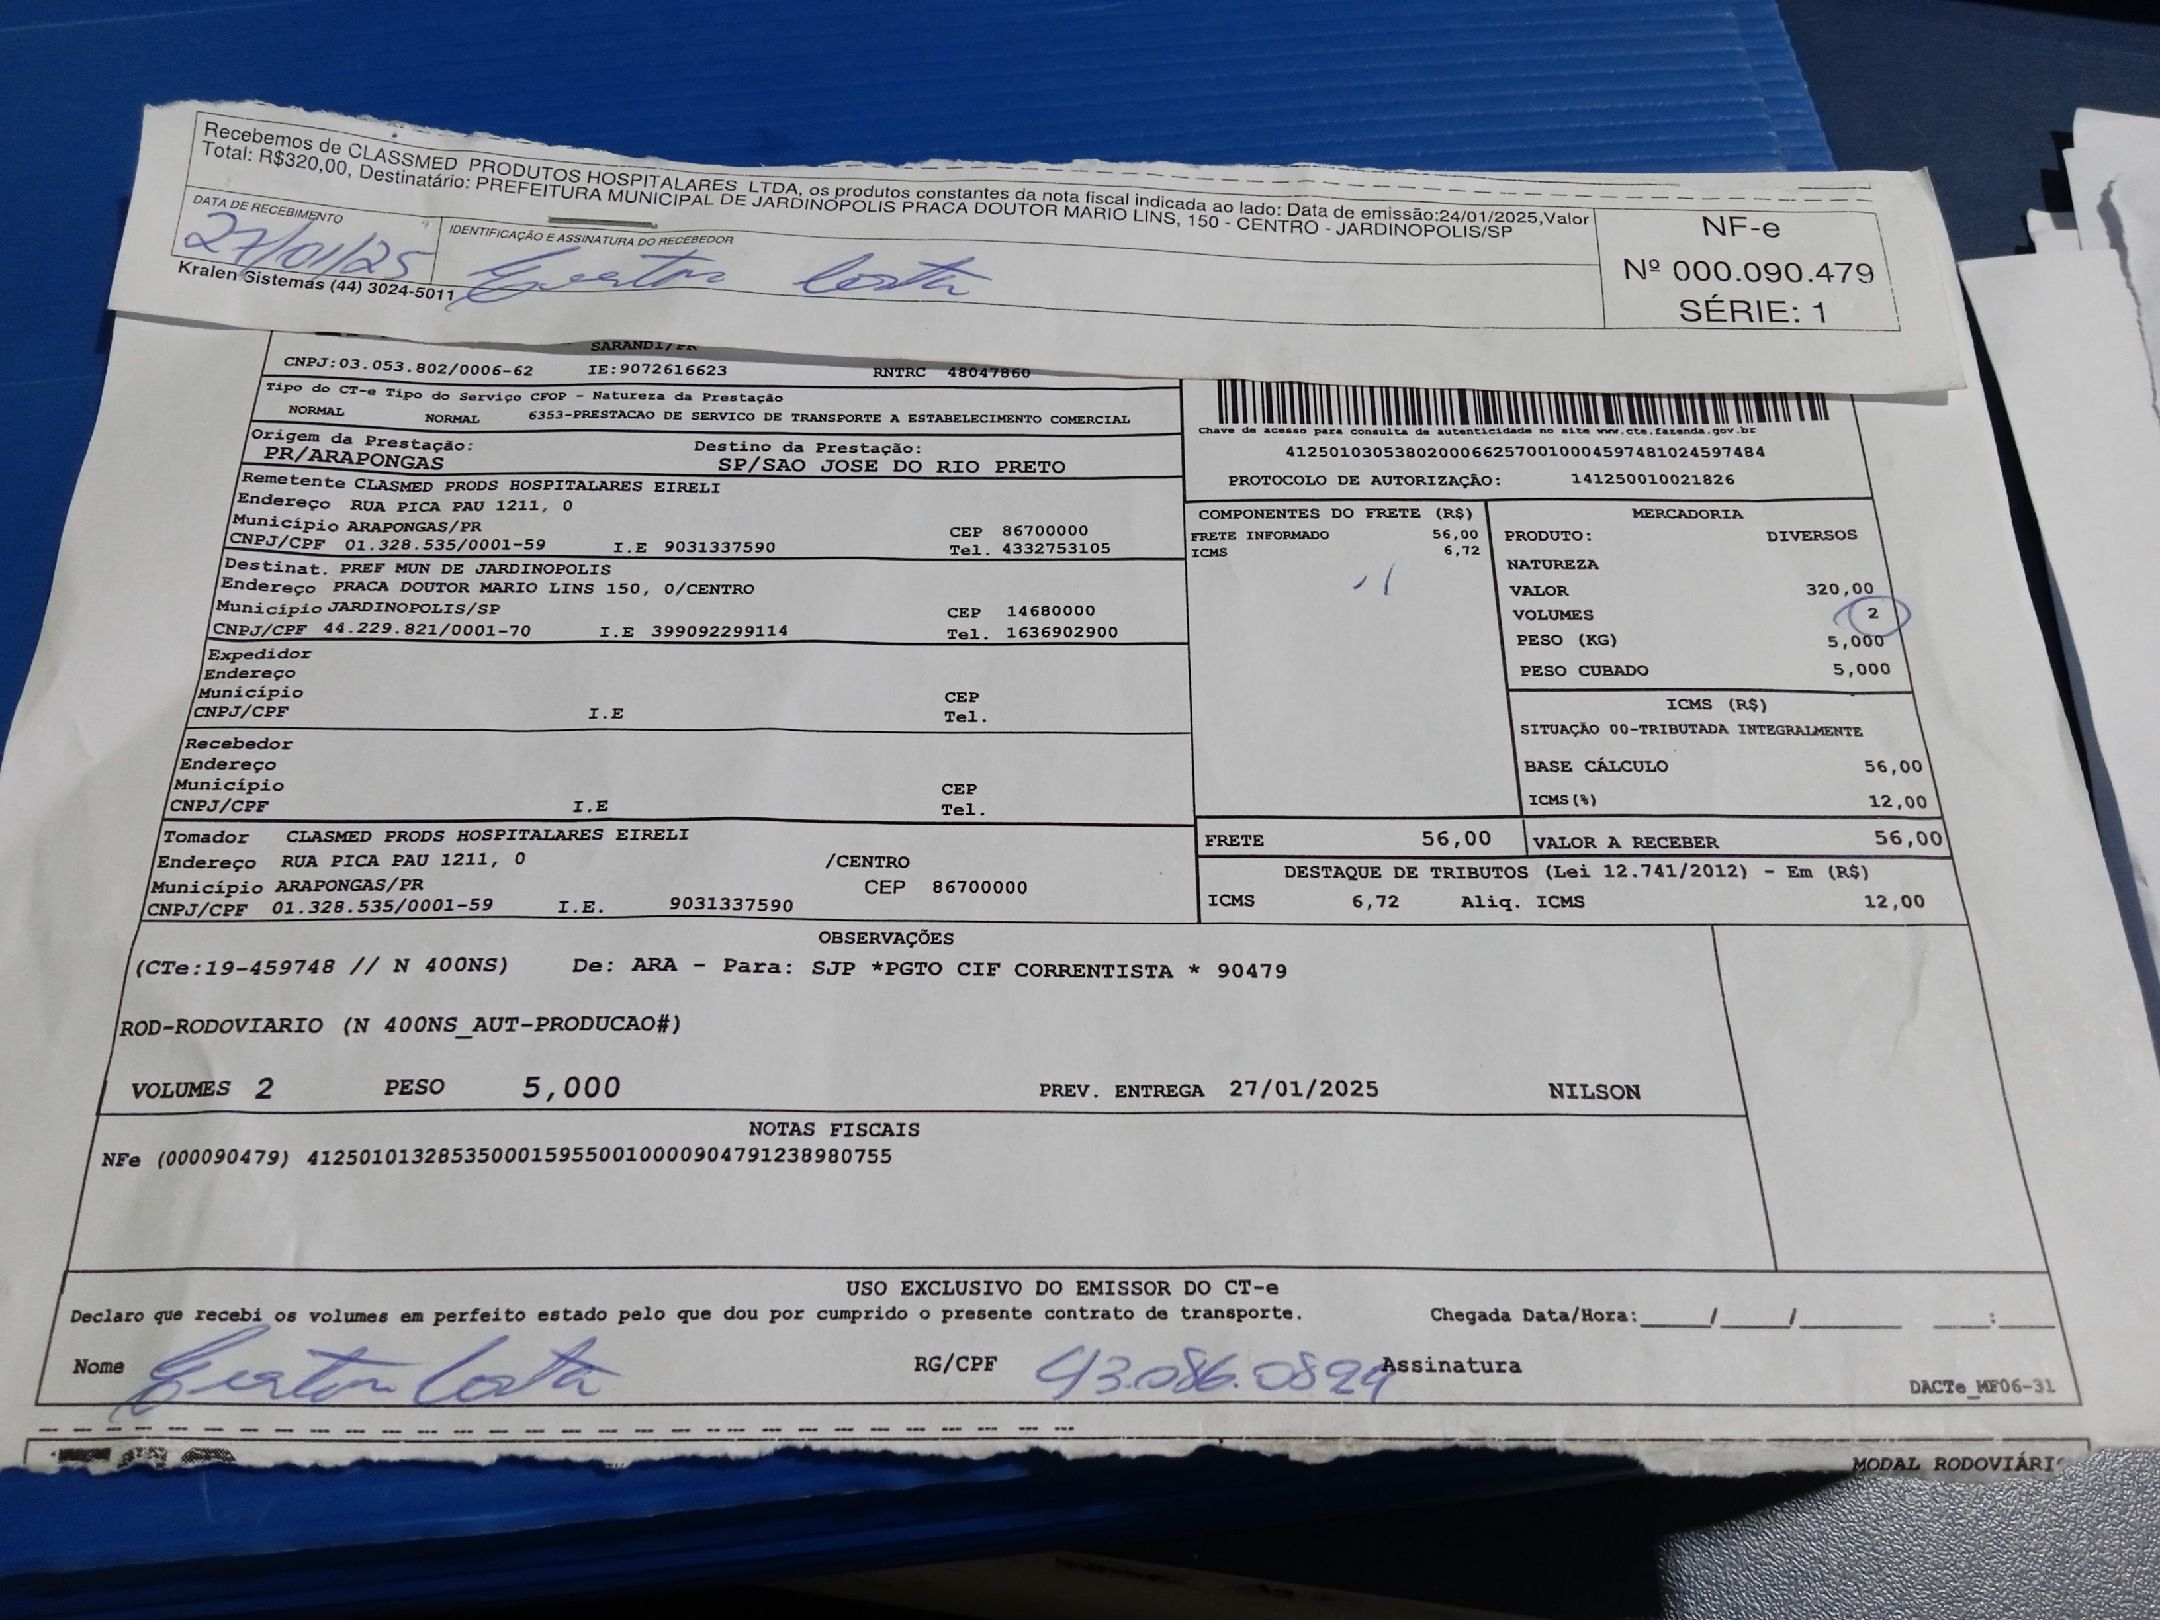 Recebemos de CLASSMED PRODUTOS HOSPITALARES LTDA, os produtos constantes da nota fiscal indicada ao lado: Data de emissão:24/01/2025,Valor
Total: R$320,00, Destinatário: PREFEITURA MUNICIPAL DE JARDINOPOLIS PRACA DOUTOR MARIO LINS, 150 - CENTRO - JARDINOPOLIS/SP
DATA DE RECEBIMENTO
27/01/25
IDENTIFICAÇÃO E ASSINATURA DO RECEBEDOR
Everton Costa
Kralen Sistemas (44) 3024-5011
NF-e
Nº 000.090.479
SÉRIE: 1
SARANDI/PR
CNPJ:03.053.802/0006-62 IE:9072616623 RNTRC 48047860
Tipo do CT-e Tipo do Serviço CFOP - Natureza da Prestação
NORMAL NORMAL 6353-PRESTACAO DE SERVICO DE TRANSPORTE A ESTABELECIMENTO COMERCIAL
Origem da Prestação: Destino da Prestação:
PR/ARAPONGAS SP/SAO JOSE DO RIO PRETO
Remetente CLASMED PRODS HOSPITALARES EIRELI
Endereço RUA PICA PAU 1211, 0
Município ARAPONGAS/PR CEP 86700000
CNPJ/CPF 01.328.535/0001-59 I.E 9031337590 Tel. 4332753105
Destinat. PREF MUN DE JARDINOPOLIS
Endereço PRACA DOUTOR MARIO LINS 150, 0/CENTRO
Município JARDINOPOLIS/SP CEP 14680000
CNPJ/CPF 44.229.821/0001-70 I.E 399092299114 Tel. 1636902900
Expedidor
Endereço
Município CEP
CNPJ/CPF I.E Tel.
Recebedor
Endereço
Município CEP
CNPJ/CPF I.E Tel.
Tomador CLASMED PRODS HOSPITALARES EIRELI
Endereço RUA PICA PAU 1211, 0 /CENTRO
Município ARAPONGAS/PR CEP 86700000
CNPJ/CPF 01.328.535/0001-59 I.E. 9031337590
Chave de acesso para consulta de autenticidade no site www.cte.fazenda.gov.br
41250103053802000662570010004597481024597484
PROTOCOLO DE AUTORIZAÇÃO: 141250010021826
COMPONENTES DO FRETE (R$)
FRETE INFORMADO 56,00
ICMS 6,72
MERCADORIA
PRODUTO: DIVERSOS
NATUREZA
VALOR 320,00
VOLUMES 2
PESO (KG) 5,000
PESO CUBADO 5,000
ICMS (R$)
SITUAÇÃO 00-TRIBUTADA INTEGRALMENTE
BASE CÁLCULO 56,00
ICMS(%) 12,00
FRETE 56,00 VALOR A RECEBER 56,00
DESTAQUE DE TRIBUTOS (Lei 12.741/2012) - Em (R$)
ICMS 6,72 Aliq. ICMS 12,00
OBSERVAÇÕES
(CTe:19-459748 // N 400NS) De: ARA - Para: SJP *PGTO CIF CORRENTISTA * 90479
ROD-RODOVIARIO (N 400NS_AUT-PRODUCAO#)
VOLUMES 2 PESO 5,000 PREV. ENTREGA 27/01/2025 NILSON
NOTAS FISCAIS
NFe (000090479) 41250101328535000159550010000904791238980755
USO EXCLUSIVO DO EMISSOR DO CT-e
Declaro que recebi os volumes em perfeito estado pelo que dou por cumprido o presente contrato de transporte. Chegada Data/Hora:_____/_____/________ _____:_____
Nome Everton Costa RG/CPF 43.086.0829 Assinatura
DACTe_MF06-31
MODAL RODOVIÁRI